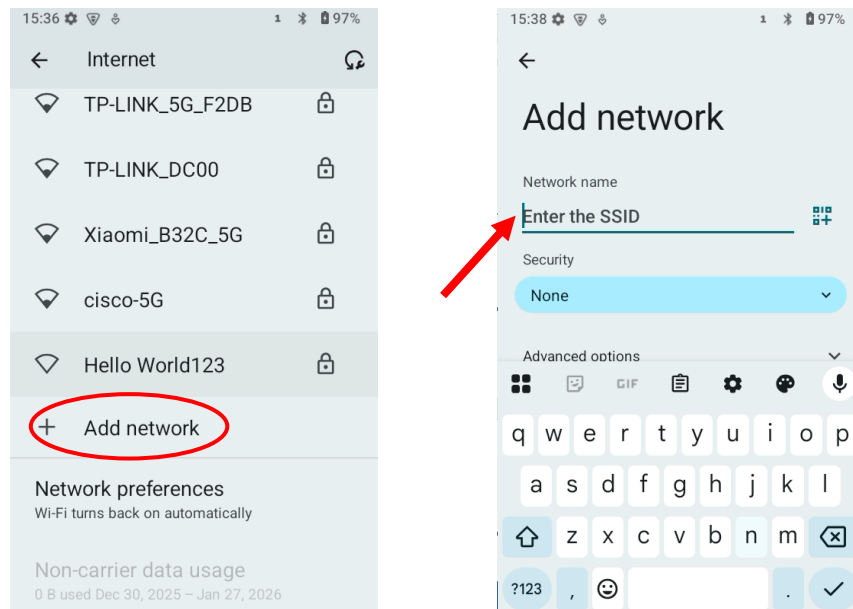 15:36
1
97%
Internet
TP-LINK_5G_F2DB
TP-LINK_DC00
Xiaomi_B32C_5G
cisco-5G
Hello World123
Add network
Network preferences
Wi-Fi turns back on automatically
Non-carrier data usage
0 B used Dec 30, 2025 – Jan 27, 2026
15:38
1
97%
Add network
Network name
Enter the SSID
Security
None
Advanced options
GIF
q w e r t y u i o p
a s d f g h j k l
z x c v b n m
?123 , .